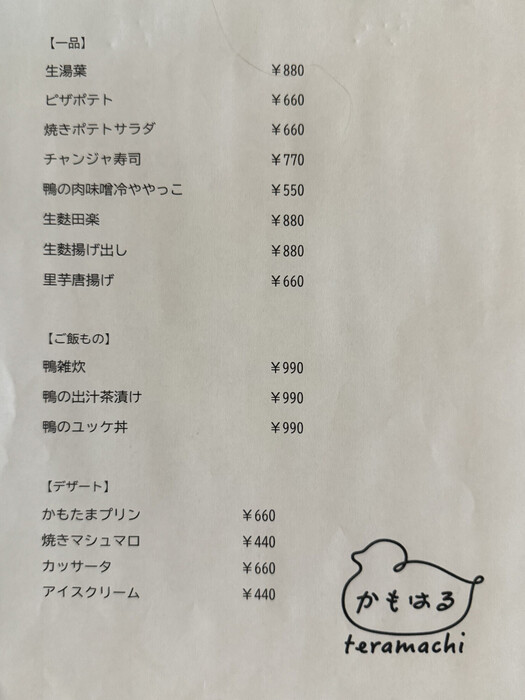 【一品】
生湯葉 ¥880
ピザポテト ¥660
焼きポテトサラダ ¥660
チャンジャ寿司 ¥770
鴨の肉味噌冷ややっこ ¥550
生麩田楽 ¥880
生麩揚げ出し ¥880
里芋唐揚げ ¥660
【ご飯もの】
鴨雑炊 ¥990
鴨の出汁茶漬け ¥990
鴨のユッケ丼 ¥990
【デザート】
かもたまプリン ¥660
焼きマシュマロ ¥440
カッサータ ¥660
アイスクリーム ¥440
かもはる
teramachi